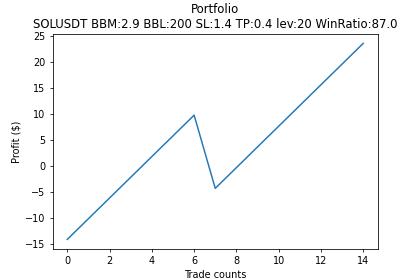 Portfolio
SOLUSDT BBM:2.9 BBL:200 SL:1.4 TP:0.4 lev:20 WinRatio:87.0
25
20
15
10
5
0
−5
−10
−15
Profit ($)
0 2 4 6 8 10 12 14
Trade counts